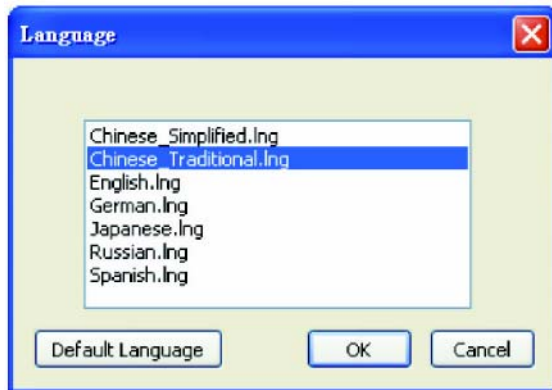 Language
Chinese_Simplified.lng
Chinese_Traditional.lng
English.lng
German.lng
Japanese.lng
Russian.lng
Spanish.lng
Default Language OK Cancel